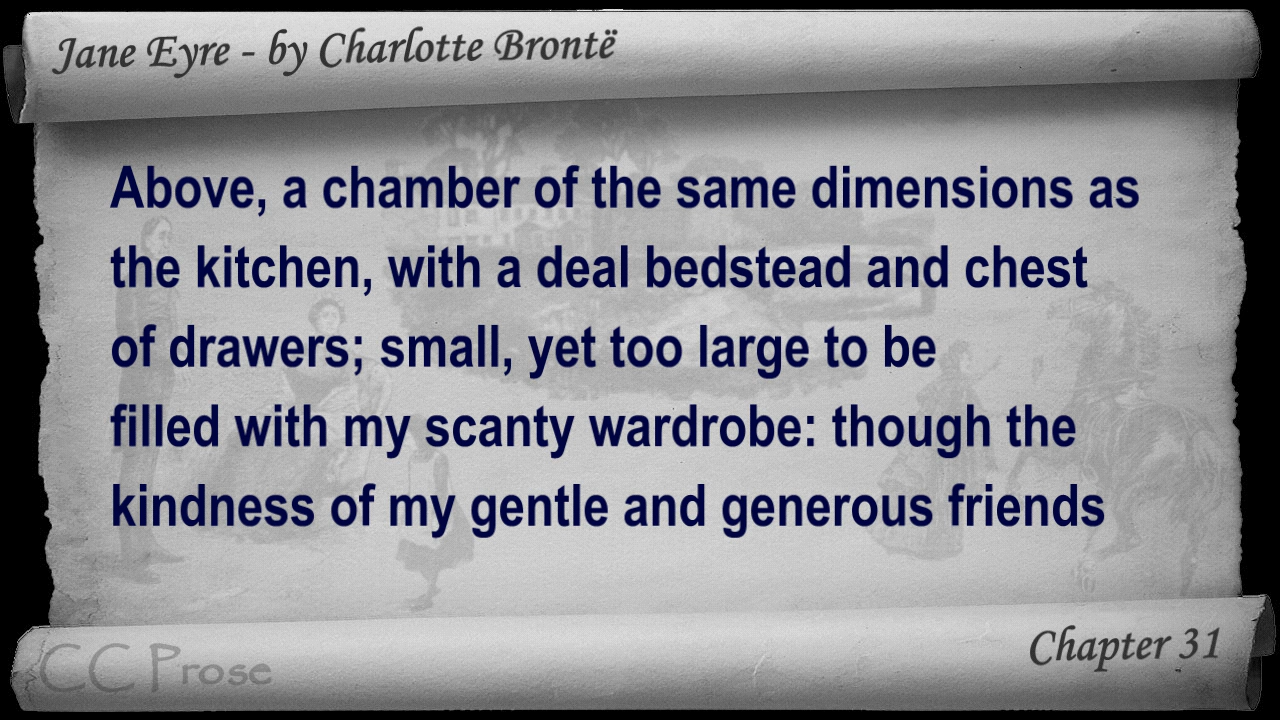 Jane Eyre - by Charlotte Brontë
Above, a chamber of the same dimensions as
the kitchen, with a deal bedstead and chest
of drawers; small, yet too large to be
filled with my scanty wardrobe: though the
kindness of my gentle and generous friends
Chapter 31
CC Prose